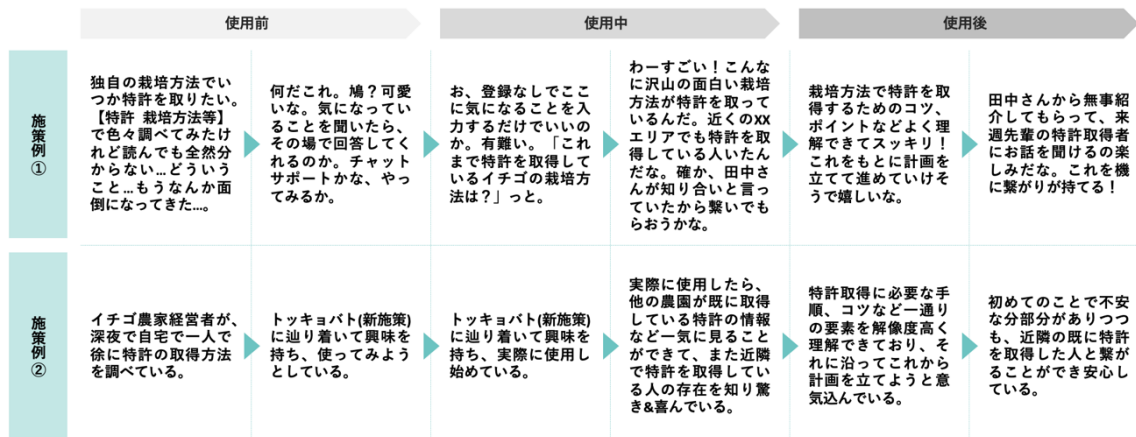 使用前
使用中
使用後
施策例①
独自の栽培方法でい
つか特許を取りたい。
【特許 栽培方法等】
で色々調べてみたけ
れど読んでも全然分
からない…どういう
こと…もうなんか面
倒になってきた…。
何だこれ。鳩？可愛
いな。気になってい
ることを聞いたら、
その場で回答してく
れるのか。チャット
サポートかな、やっ
てみるか。
お、登録なしでここ
に気になることを入
力するだけでいいの
か。有難い。「これ
まで特許を取得して
いるイチゴの栽培方
法は？」っと。
わーすごい！こんな
に沢山の面白い栽培
方法が特許を取って
いるんだ。近くのXX
エリアでも特許を取
得している人いたん
だな。確か、田中さ
んが知り合いと言っ
ていたから繋いでも
らおうかな。
栽培方法で特許を取
得するためのコツ、
ポイントなどよく理
解できてスッキリ！
これをもとに計画を
立てて進めていけそ
うで嬉しいな。
田中さんから無事紹
介してもらって、来
週先輩の特許取得者
にお話を聞けるの楽
しみだな。これを機
に繋がりが持てる！
施策例②
イチゴ農家経営者が、
深夜で自宅で一人で
徐に特許の取得方法
を調べている。
トッキョバト(新施策)
に辿り着いて興味を
持ち、使ってみよう
としている。
トッキョバト(新施策)
に辿り着いて興味を
持ち、実際に使用し
始めている。
実際に使用したら、
他の農園が既に取得
している特許の情報
など一気に見ること
ができて、また近隣
で特許を取得してい
る人の存在を知り驚
き&喜んでいる。
特許取得に必要な手
順、コツなど一通り
の要素を解像度高く
理解できており、そ
れに沿ってこれから
計画を立てようと意
気込んでいる。
初めてのことで不安
な分部分がありつつ
も、近隣の既に特許
を取得した人と繋が
ることができ安心し
ている。